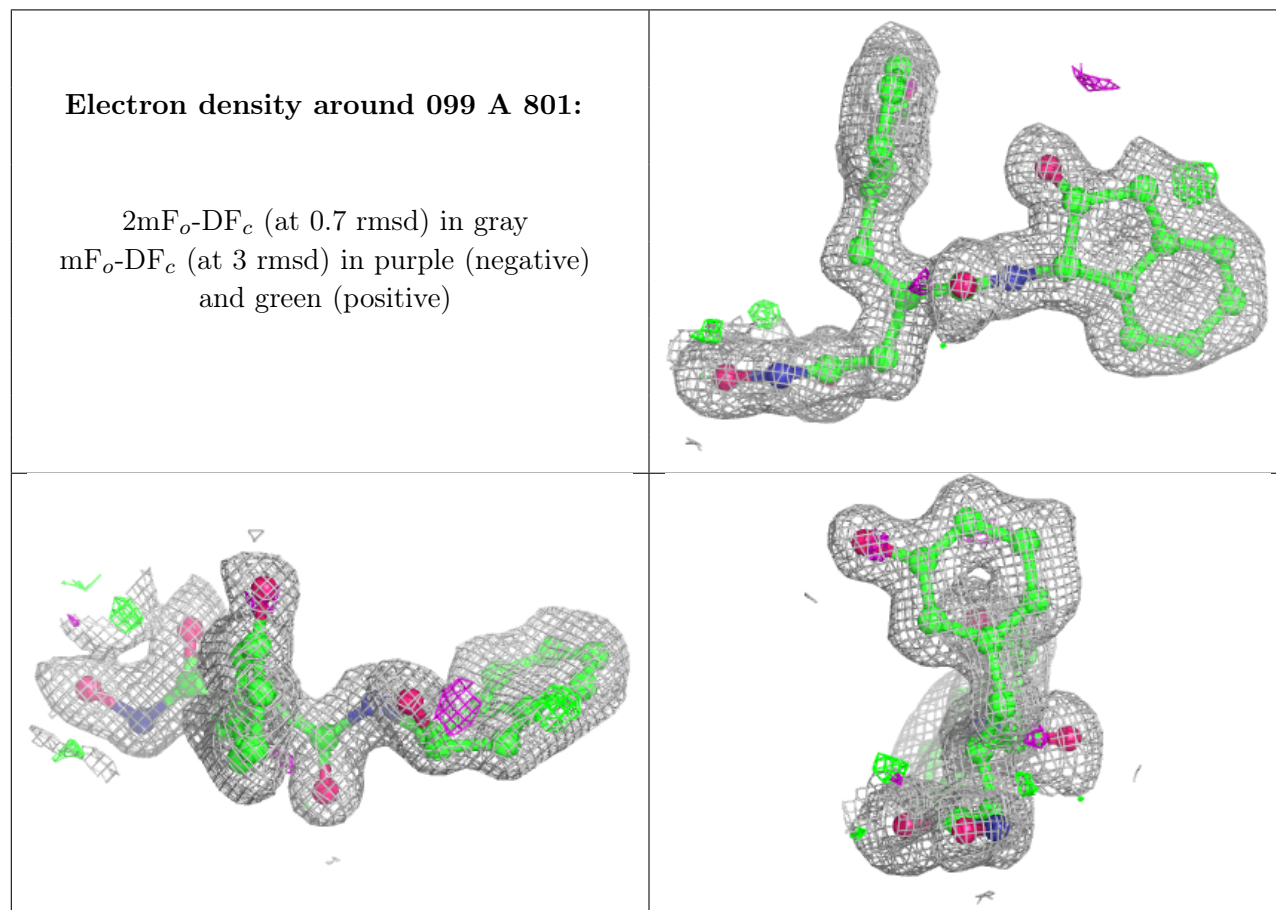 Electron density around 099 A 801:
2mFo-DFc (at 0.7 rmsd) in gray
mFo-DFc (at 3 rmsd) in purple (negative)
and green (positive)